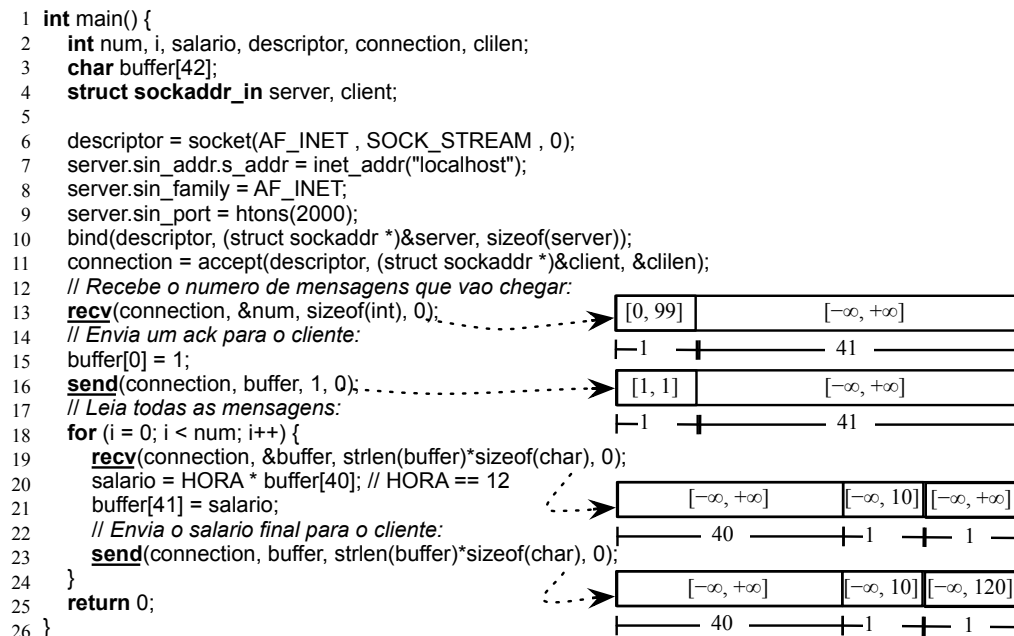 1 int main() {
2 int num, i, salario, descriptor, connection, clilen;
3 char buffer[42];
4 struct sockaddr_in server, client;
5
6 descriptor = socket(AF_INET , SOCK_STREAM , 0);
7 server.sin_addr.s_addr = inet_addr("localhost");
8 server.sin_family = AF_INET;
9 server.sin_port = htons(2000);
10 bind(descriptor, (struct sockaddr *)&server, sizeof(server));
11 connection = accept(descriptor, (struct sockaddr *)&client, &clilen);
12 // Recebe o numero de mensagens que vao chegar:
13 recv(connection, &num, sizeof(int), 0); [0, 99] [−∞, +∞]
14 // Envia um ack para o cliente:
1 41
15 buffer[0] = 1;
16 send(connection, buffer, 1, 0); [1, 1] [−∞, +∞]
17 // Leia todas as mensagens:
1 41
18 for (i = 0; i < num; i++) {
19 recv(connection, &buffer, strlen(buffer)*sizeof(char), 0);
20 salario = HORA * buffer[40]; // HORA == 12
21 buffer[41] = salario; [−∞, +∞] [−∞, 10] [−∞, +∞]
22 // Envia o salario final para o cliente:
40 1 1
23 send(connection, buffer, strlen(buffer)*sizeof(char), 0);
24 }
25 return 0; [−∞, +∞] [−∞, 10] [−∞, 120]
26 }
40 1 1